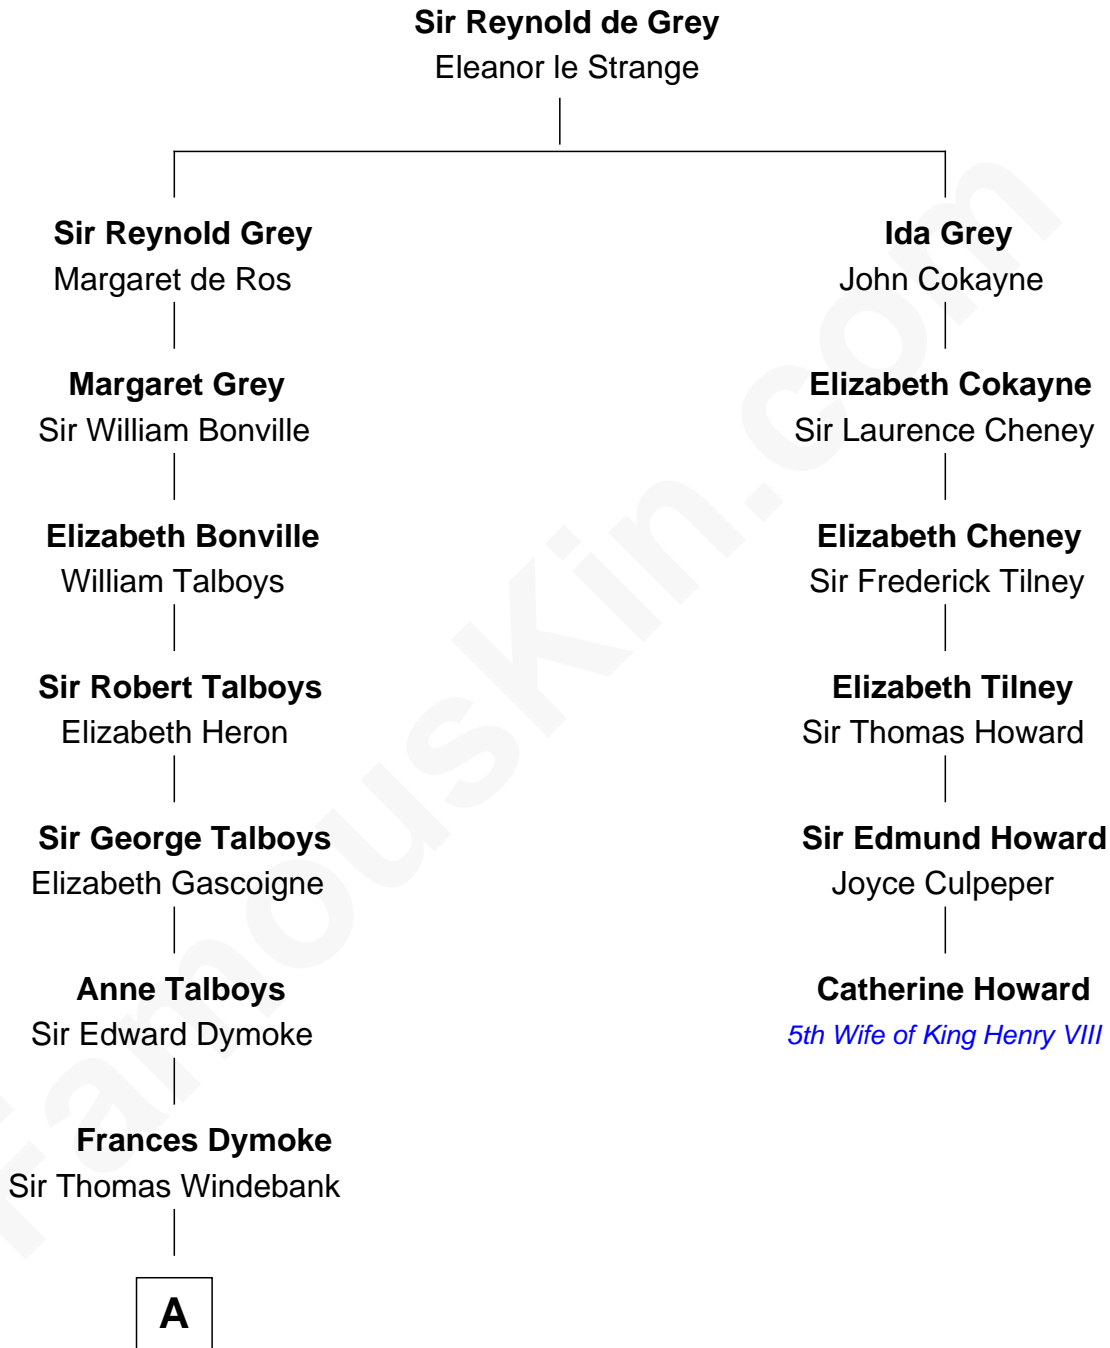 Sir Reynold de Grey
Eleanor le Strange
Sir Reynold Grey
Margaret de Ros
Ida Grey
John Cokayne
Margaret Grey
Sir William Bonville
Elizabeth Cokayne
Sir Laurence Cheney
Elizabeth Bonville
William Talboys
Elizabeth Cheney
Sir Frederick Tilney
Sir Robert Talboys
Elizabeth Heron
Elizabeth Tilney
Sir Thomas Howard
Sir George Talboys
Elizabeth Gascoigne
Sir Edmund Howard
Joyce Culpeper
Anne Talboys
Sir Edward Dymoke
Catherine Howard
5th Wife of King Henry VIII
Frances Dymoke
Sir Thomas Windebank
A
FamousKin.com